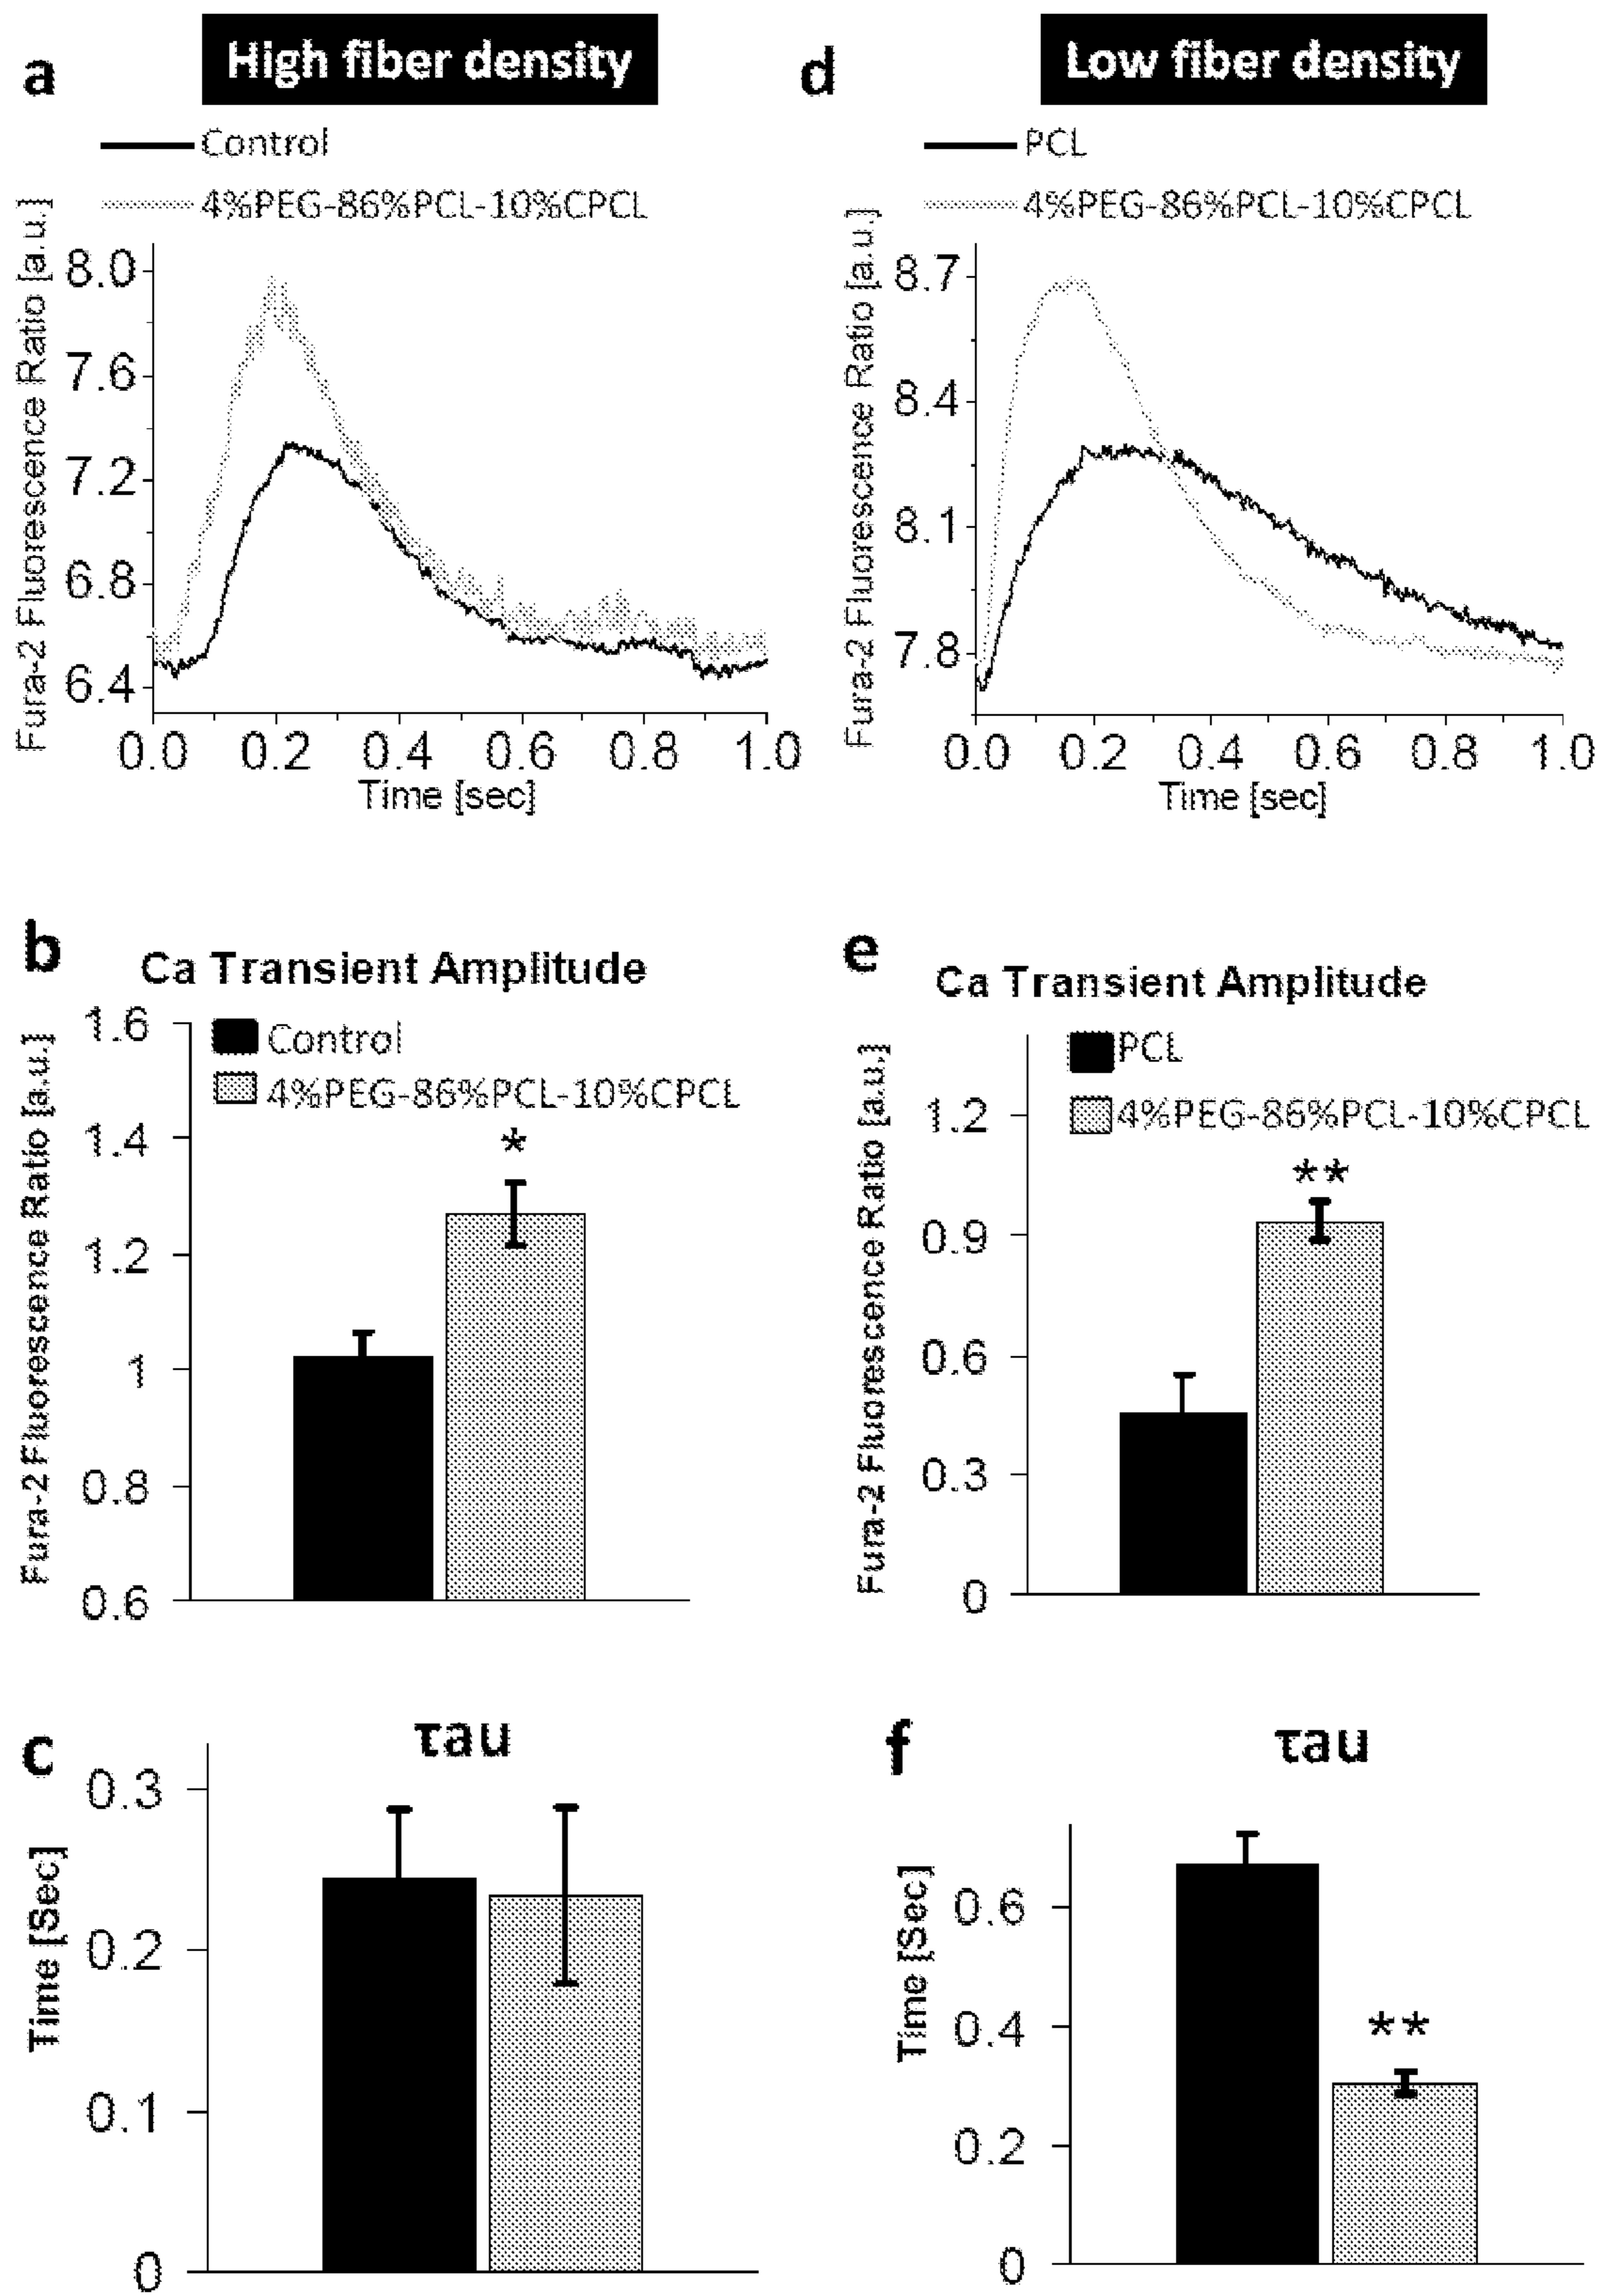 a
High fiber density
Control
4%PEG-86%PCL-10%CPCL
Fura-2 Fluorescence Ratio [a.u.]
8.0
7.6
7.2
6.8
6.4
0.0 0.2 0.4 0.6 0.8 1.0
Time [sec]
d
Low fiber density
PCL
4%PEG-86%PCL-10%CPCL
Fura-2 Fluorescence Ratio [a.u.]
8.7
8.4
8.1
7.8
0.0 0.2 0.4 0.6 0.8 1.0
Time [sec]
b
Ca Transient Amplitude
Control
4%PEG-86%PCL-10%CPCL
Fura-2 Fluorescence Ratio [a.u.]
1.6
1.4
1.2
1
0.8
0.6
*
e
Ca Transient Amplitude
PCL
4%PEG-86%PCL-10%CPCL
Fura-2 Fluorescence Ratio [a.u.]
1.2
0.9
0.6
0.3
0
**
c
τau
Time [Sec]
0.3
0.2
0.1
0
f
τau
Time [Sec]
0.6
0.4
0.2
0
**